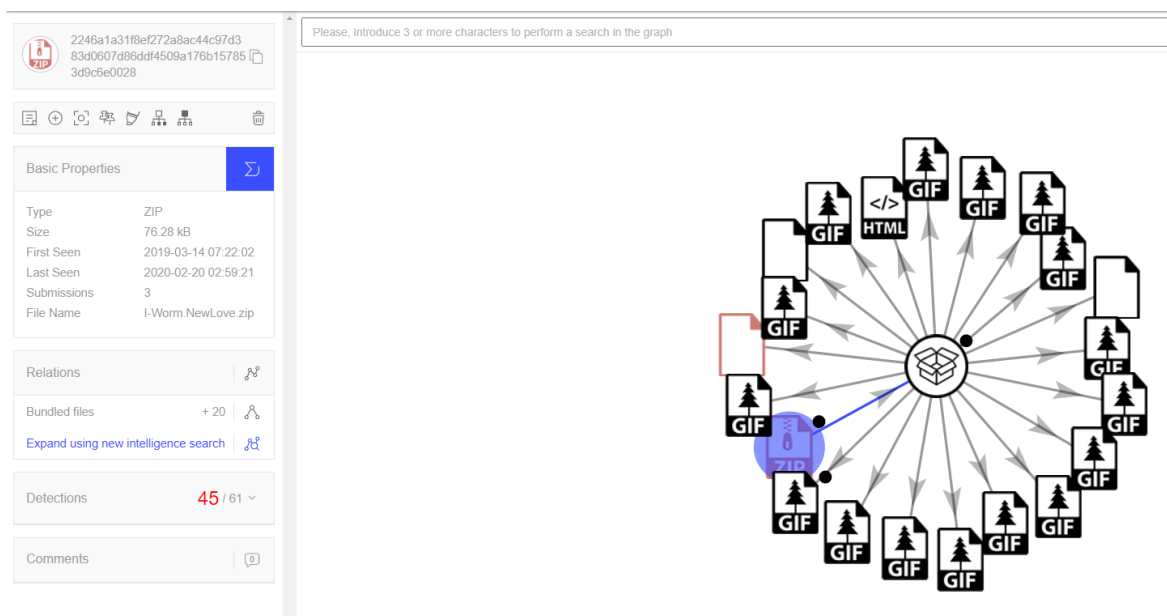 2246a1a31f8ef272a8ac44c97d3
83d0607d86ddf4509a176b15785
3d9c6e0028
ZIP
Please, introduce 3 or more characters to perform a search in the graph
Basic Properties
Type ZIP
Size 76.28 kB
First Seen 2019-03-14 07:22:02
Last Seen 2020-02-20 02:59:21
Submissions 3
File Name I-Worm.NewLove.zip
Relations
Bundled files + 20
Expand using new intelligence search
Detections 45 / 61
Comments 0
GIF
GIF
GIF
HTML
GIF
GIF
GIF
GIF
GIF
GIF
GIF
ZIP
GIF
GIF
GIF
GIF
GIF
GIF
GIF